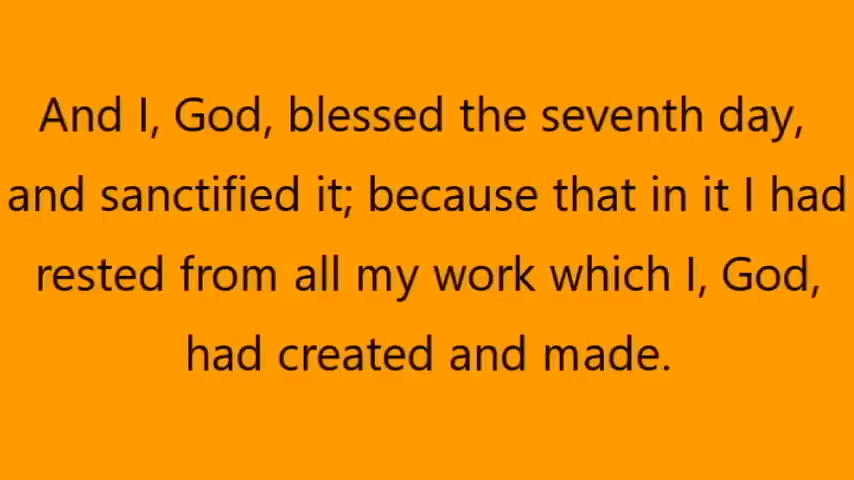 And I, God, blessed the seventh day,
and sanctified it; because that in it I had
rested from all my work which I, God,
had created and made.